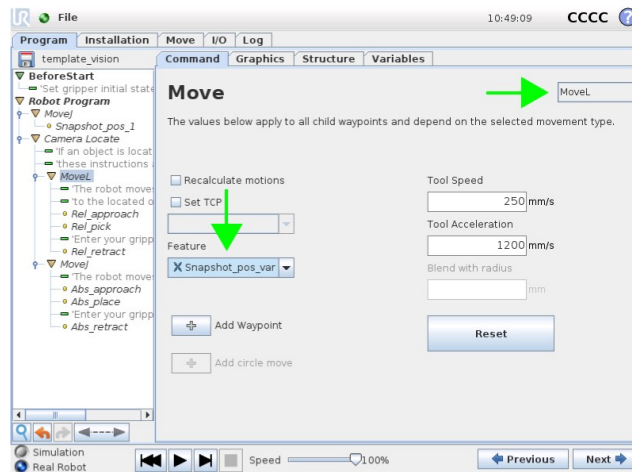 UR File 10:49:09 CCCC ?
Program Installation Move I/O Log
template_vision Command Graphics Structure Variables
BeforeStart
'Set gripper initial state
Robot Program
MoveJ
Snapshot_pos_1
Camera Locate
'If an object is locat
'these instructions a
MoveL
'The robot moves
'to the located o
Rel_approach
Rel_pick
'Enter your gripp
Rel_retract
MoveJ
'The robot moves
Abs_approach
Abs_place
'Enter your gripp
Abs_retract
Move
MoveL
The values below apply to all child waypoints and depend on the selected movement type.
Recalculate motions
Set TCP
Feature
Snapshot_pos_var
Add Waypoint
Add circle move
Tool Speed
250 mm/s
Tool Acceleration
1200 mm/s
Blend with radius
mm
Reset
Simulation
Real Robot
Speed 100%
Previous Next